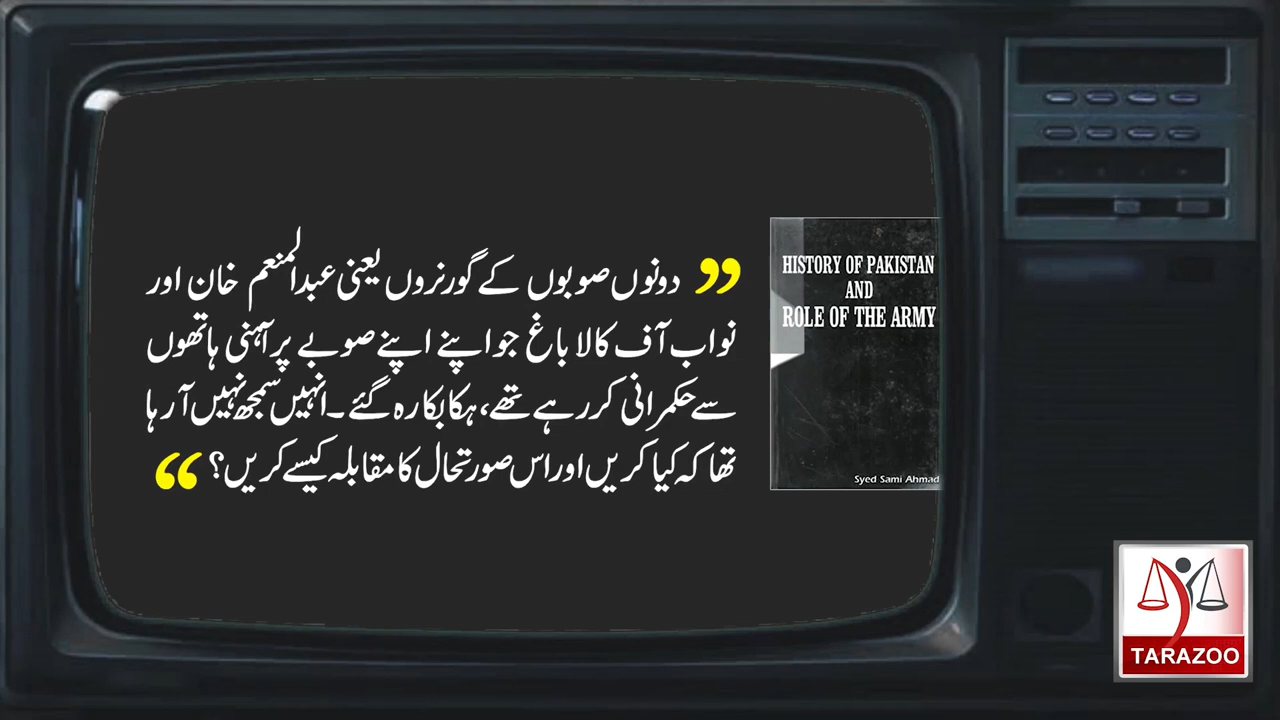 دونوں صوبوں کے گورنروں یعنی عبدالمنعم خان اور
نواب آف کالا باغ جو اپنے اپنے صوبے پر آہنی ہاتھوں
سے حکمرانی کر رہے تھے، ہکا بکا رہ گئے۔ انہیں سمجھ نہیں آ رہا
تھا کہ کیا کریں اور اس صورتحال کا مقابلہ کیسے کریں؟
HISTORY OF PAKISTAN
AND
ROLE OF THE ARMY
Syed Sami Ahmad
TARAZOO